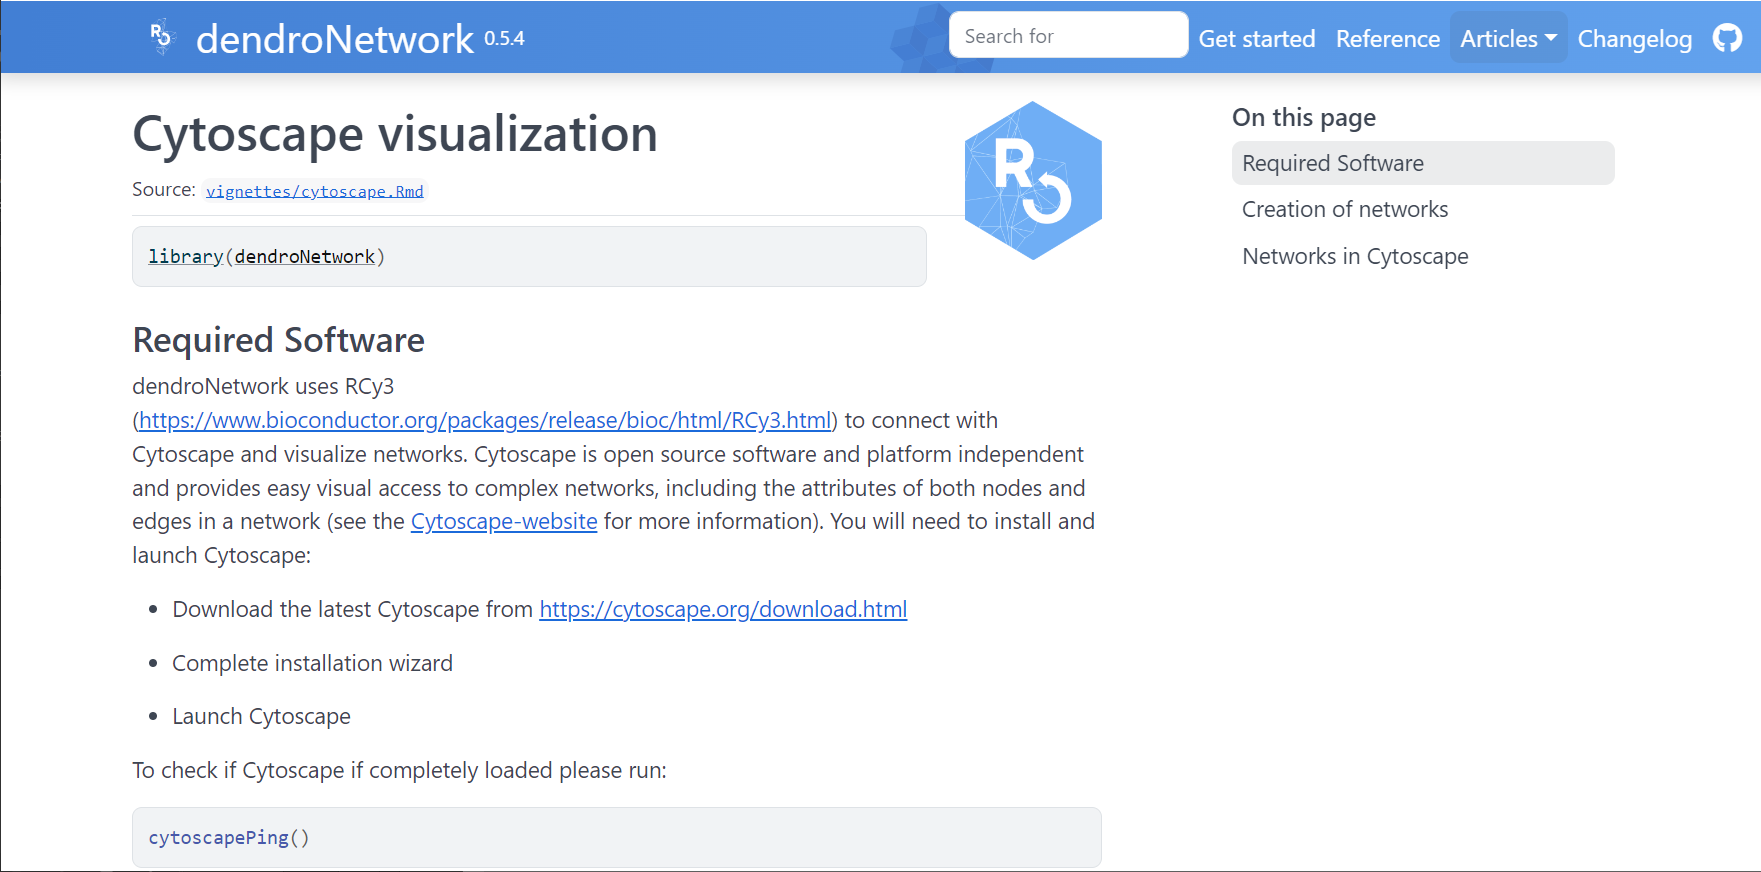 dendroNetwork 0.5.4
Search for
Get started Reference Articles Changelog
Cytoscape visualization
Source: vignettes/cytoscape.Rmd
library(dendroNetwork)
Required Software
dendroNetwork uses RCy3
(https://www.bioconductor.org/packages/release/bioc/html/RCy3.html) to connect with
Cytoscape and visualize networks. Cytoscape is open source software and platform independent
and provides easy visual access to complex networks, including the attributes of both nodes and
edges in a network (see the Cytoscape-website for more information). You will need to install and
launch Cytoscape:
• Download the latest Cytoscape from https://cytoscape.org/download.html
• Complete installation wizard
• Launch Cytoscape
To check if Cytoscape if completely loaded please run:
cytoscapePing()
R
On this page
Required Software
Creation of networks
Networks in Cytoscape